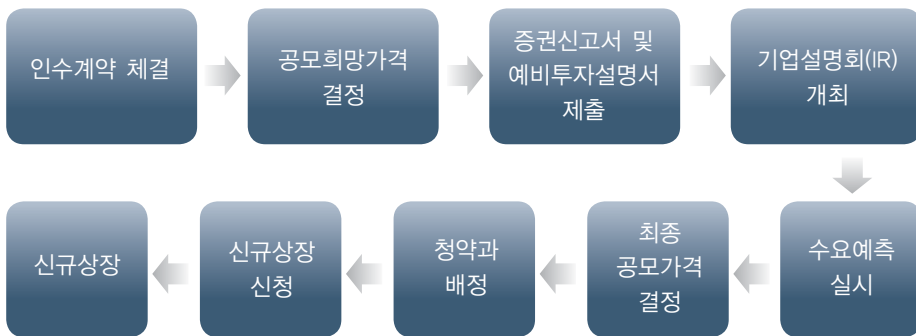 인수계약 체결
공모희망가격
결정
증권신고서 및
예비투자설명서
제출
기업설명회(IR)
개최
수요예측
실시
최종
공모가격
결정
청약과
배정
신규상장
신청
신규상장